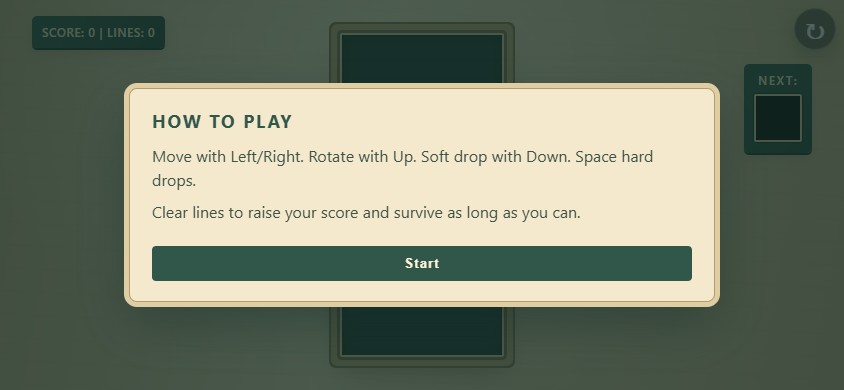 SCORE: 0 | LINES: 0
NEXT:
HOW TO PLAY
Move with Left/Right. Rotate with Up. Soft drop with Down. Space hard
drops.
Clear lines to raise your score and survive as long as you can.
Start